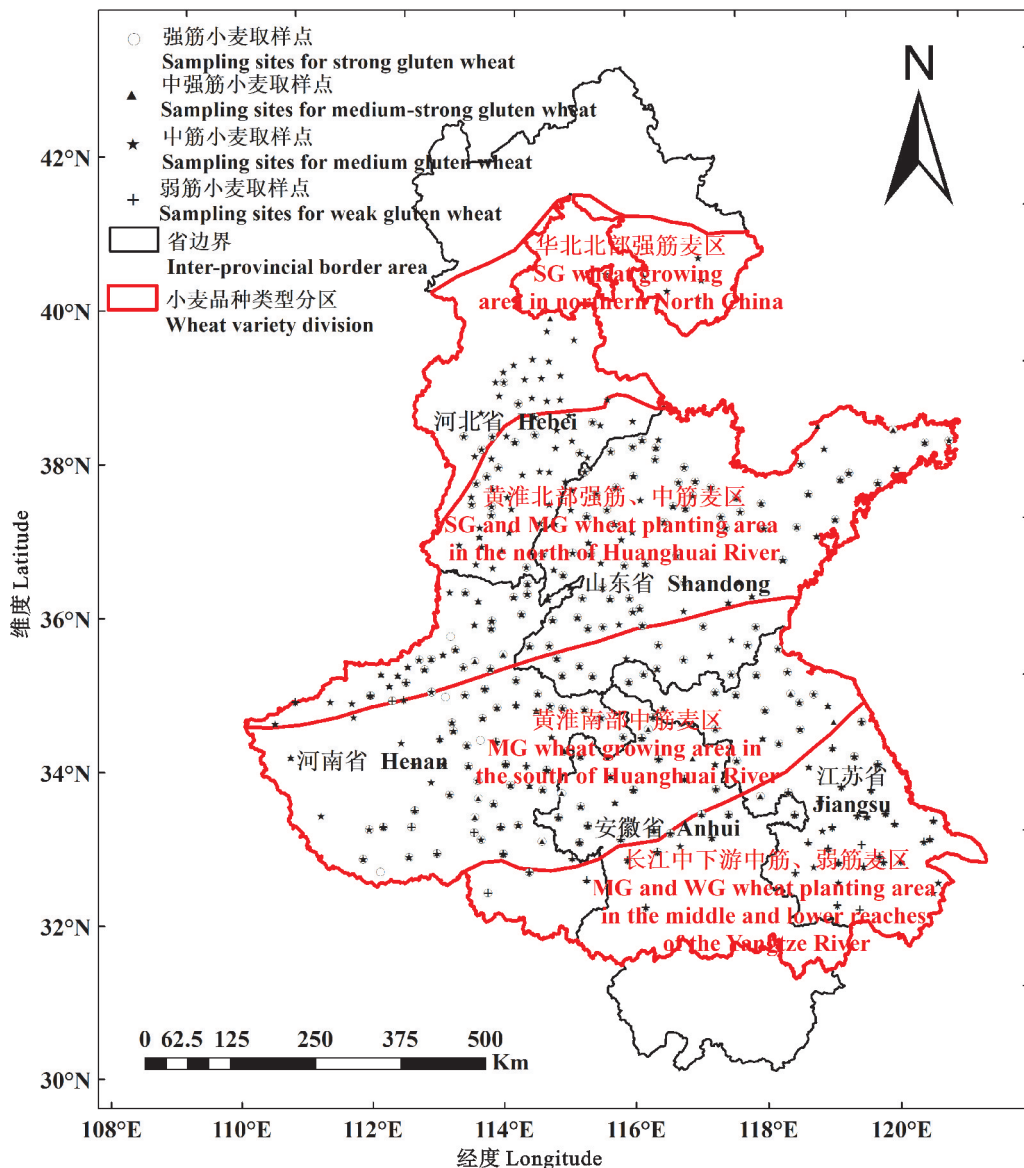 强筋小麦取样点
Sampling sites for strong gluten wheat
中强筋小麦取样点
Sampling sites for medium-strong gluten wheat
中筋小麦取样点
Sampling sites for medium gluten wheat
弱筋小麦取样点
Sampling sites for weak gluten wheat
省边界
Inter-provincial border area
小麦品种类型分区
Wheat variety division
N
华北北部强筋麦区
SG wheat growing
area in northern North China
河北省 Hebei
黄淮北部强筋、中筋麦区
SG and MG wheat planting area
in the north of Huanghuai River
山东省 Shandong
黄淮南部中筋麦区
MG wheat growing area in
the south of Huanghuai River
河南省 Henan
江苏省
Jiangsu
安徽省 Anhui
长江中下游中筋、弱筋麦区
MG and WG wheat planting area
in the middle and lower reaches
of the Yangtze River
0 62.5 125 250 375 500
Km
42°N
40°N
38°N
36°N
34°N
32°N
30°N
维度 Latitude
108°E 110°E 112°E 114°E 116°E 118°E 120°E
经度 Longitude